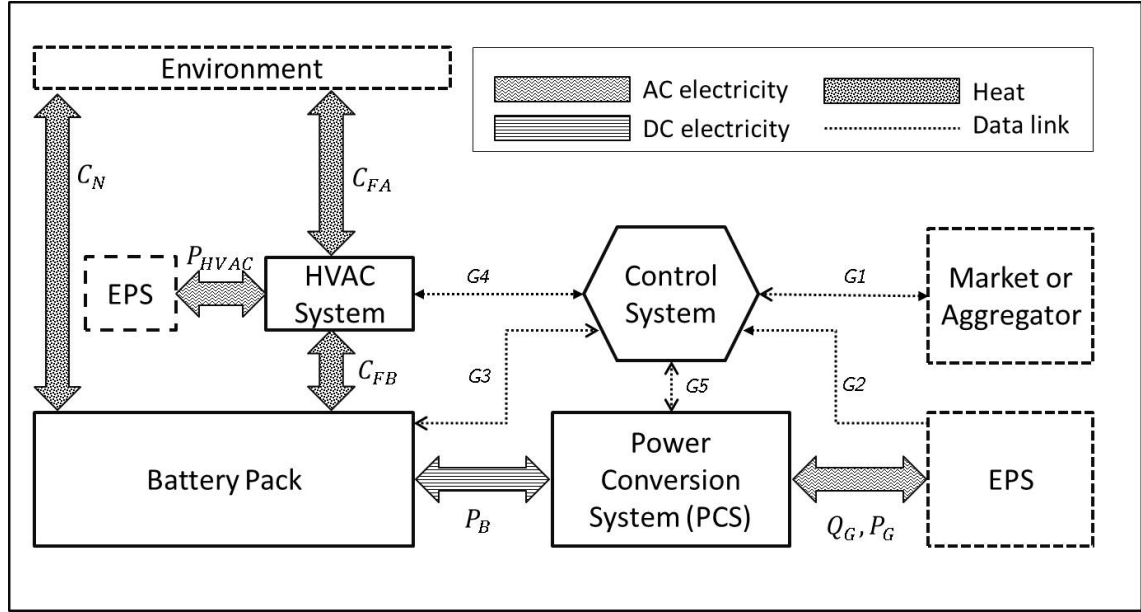 Environment
AC electricity
Heat
DC electricity
Data link
C_N
C_FA
P_HVAC
EPS
HVAC
System
G4
Control
System
G1
Market or
Aggregator
C_FB
G3
G5
G2
Battery Pack
Power
Conversion
System (PCS)
EPS
P_B
Q_G, P_G